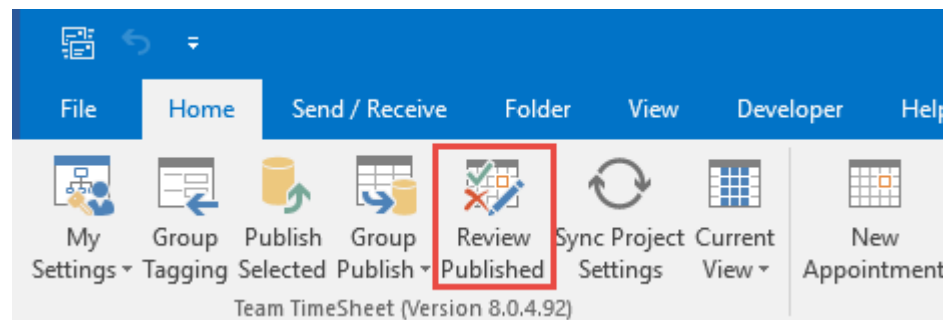 File Home Send / Receive Folder View Developer Help
My Settings Group Tagging Publish Selected Group Publish Review Published Sync Project Settings Current View New Appointment
Team TimeSheet (Version 8.0.4.92)